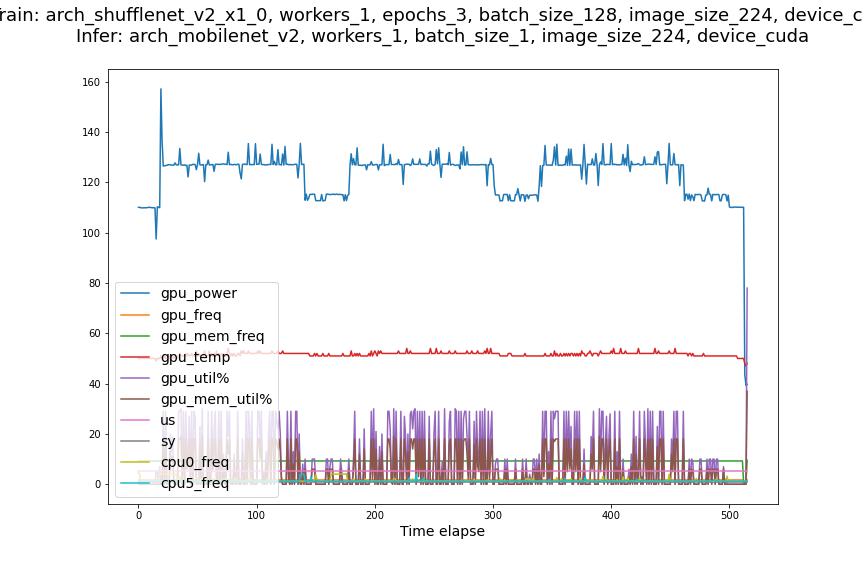 rain: arch_shufflenet_v2_x1_0, workers_1, epochs_3, batch_size_128, image_size_224, device_c
Infer: arch_mobilenet_v2, workers_1, batch_size_1, image_size_224, device_cuda
160
140
120
100
80
60
40
20
0
gpu_power
gpu_freq
gpu_mem_freq
gpu_temp
gpu_util%
gpu_mem_util%
us
sy
cpu0_freq
cpu5_freq
0 100 200 300 400 500
Time elapse